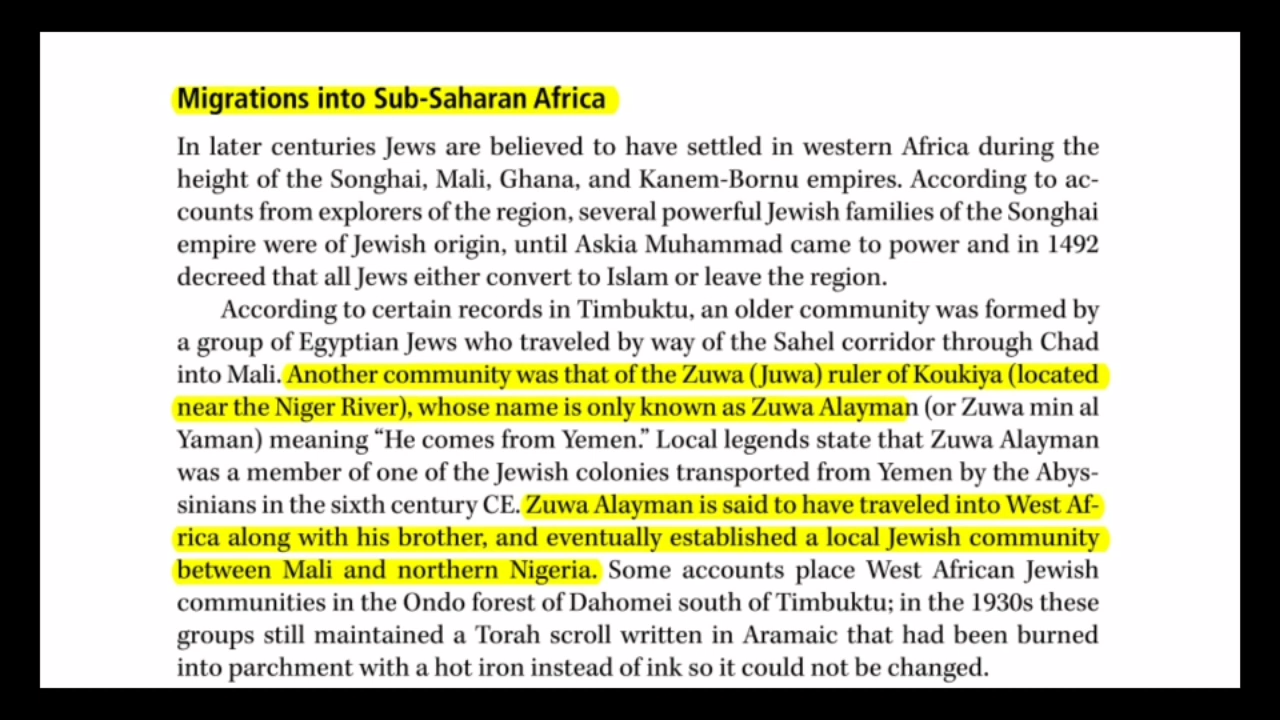 Migrations into Sub-Saharan Africa
In later centuries Jews are believed to have settled in western Africa during the
height of the Songhai, Mali, Ghana, and Kanem-Bornu empires. According to ac-
counts from explorers of the region, several powerful Jewish families of the Songhai
empire were of Jewish origin, until Askia Muhammad came to power and in 1492
decreed that all Jews either convert to Islam or leave the region.
According to certain records in Timbuktu, an older community was formed by
a group of Egyptian Jews who traveled by way of the Sahel corridor through Chad
into Mali. Another community was that of the Zuwa (Juwa) ruler of Koukiya (located
near the Niger River), whose name is only known as Zuwa Alayman (or Zuwa min al
Yaman) meaning “He comes from Yemen.” Local legends state that Zuwa Alayman
was a member of one of the Jewish colonies transported from Yemen by the Abys-
sinians in the sixth century CE. Zuwa Alayman is said to have traveled into West Af-
rica along with his brother, and eventually established a local Jewish community
between Mali and northern Nigeria. Some accounts place West African Jewish
communities in the Ondo forest of Dahomei south of Timbuktu; in the 1930s these
groups still maintained a Torah scroll written in Aramaic that had been burned
into parchment with a hot iron instead of ink so it could not be changed.